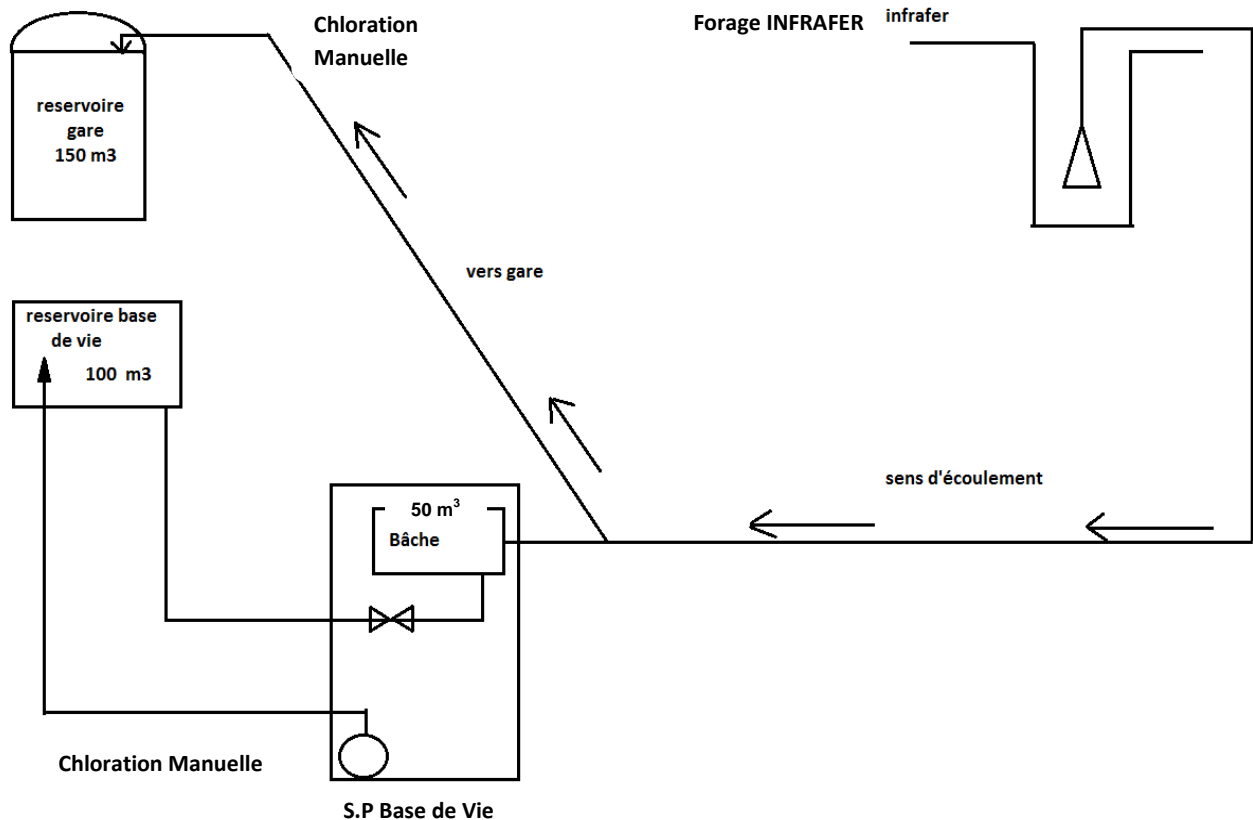 Chloration
Manuelle
Forage INFRAFER
infrafer
reservoire
gare
150 m3
vers gare
reservoire base
de vie
100 m3
sens d'écoulement
50 m³
Bâche
Chloration Manuelle
S.P Base de Vie